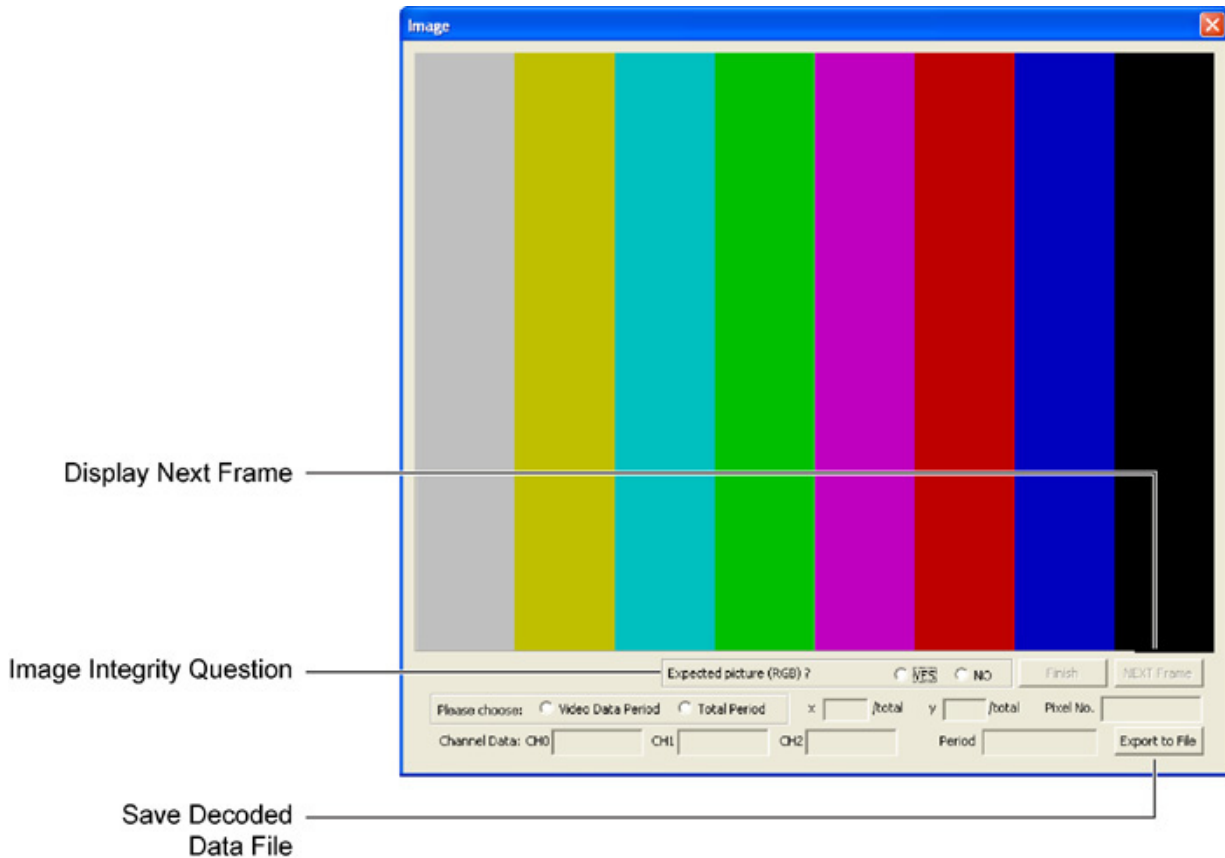 Image
Display Next Frame
Image Integrity Question
Expected picture (RGB) ? YES NO Finish NEXT Frame
Please choose: Video Data Period Total Period x /total y /total Pixel No.
Channel Data: CH0 CH1 CH2 Period Export to File
Save Decoded
Data File